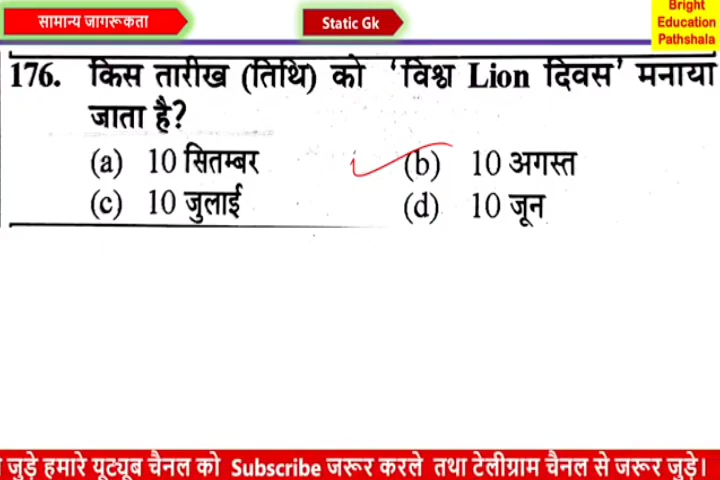 सामान्य जागरूकता
Static Gk
Bright
Education
Pathshala
176. किस तारीख (तिथि) को 'विश्व Lion दिवस' मनाया
जाता है?
(a) 10 सितम्बर (b) 10 अगस्त
(c) 10 जुलाई (d) 10 जून
जुड़े हमारे यूट्यूब चैनल को Subscribe जरूर करले तथा टेलीग्राम चैनल से जरूर जुड़े।